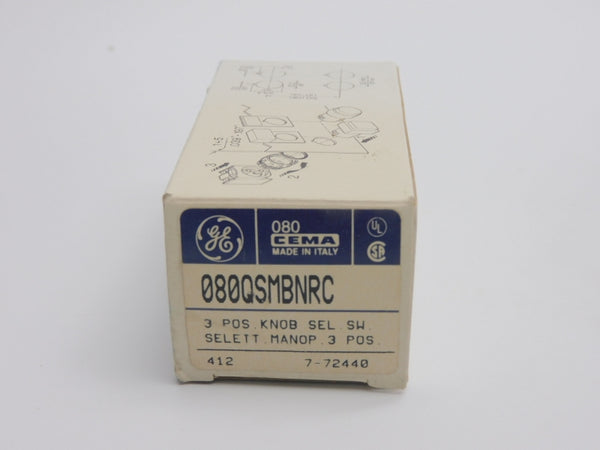 GE
080
CEMA
MADE IN ITALY
UL
SA
080QSMBNRC
3 POS.KNOB SEL.SW.
SELETT.MANOP.3 POS.
412 7-72440